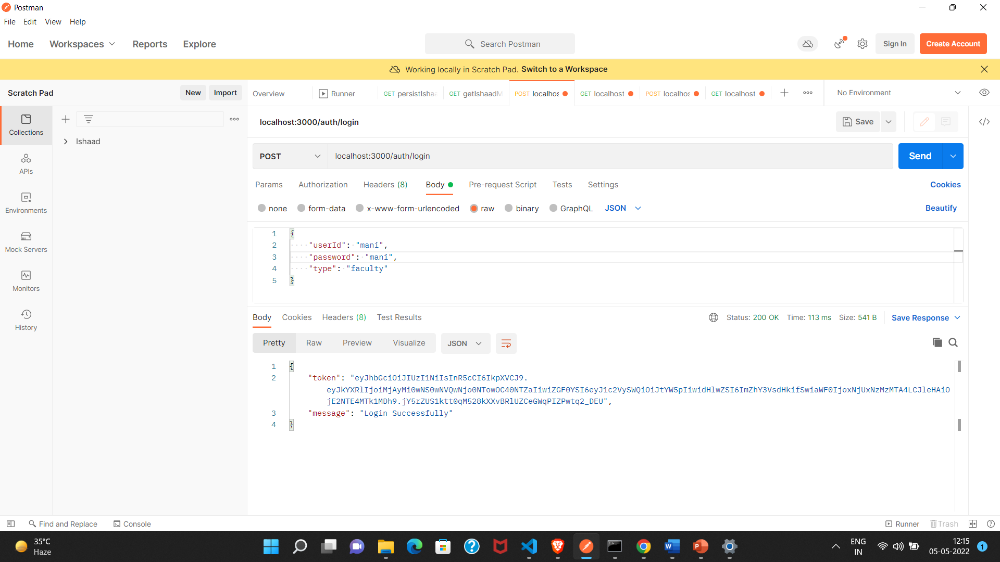 Postman
File Edit View Help
Home Workspaces Reports Explore Search Postman Sign In Create Account
Working locally in Scratch Pad. Switch to a Workspace
Scratch Pad New Import Overview Runner GET persistIshaa GET getIshaadM POST localhos GET localhost POST localhos GET localhost No Environment
Collections
APIs
Environments
Mock Servers
Monitors
History
Ishaad
localhost:3000/auth/login Save
POST localhost:3000/auth/login Send
Params Authorization Headers (8) Body Pre-request Script Tests Settings Cookies
none form-data x-www-form-urlencoded raw binary GraphQL JSON Beautify
1 {
2 "userId": "mani",
3 "password": "mani",
4 "type": "faculty"
5 }
Body Cookies Headers (8) Test Results Status: 200 OK Time: 113 ms Size: 541 B Save Response
Pretty Raw Preview Visualize JSON
1 {
2 "token": "eyJhbGciOiJIUzI1NiIsInR5cCI6IkpXVCJ9.
eyJkYXRlIjoiMjAyMi0wNS0wNVQwNjo0NTowOC40NTZaIiwiZGF0YSI6eyJ1c2VySWQiOiJtYW5pIiwidHlwZSI6ImZhY3VsdHkifSwiaWF0IjoxNjUxNzMzMTA4LCJleHAiO
jE2NTE4MTk1MDh9.jY5rZUS1ktt0qM528kXXvBRlUZCeGWqPIZPwtq2_DEU",
3 "message": "Login Successfully"
4 }
Find and Replace Console Runner Trash
35°C
Haze
ENG
IN
12:15
05-05-2022
1